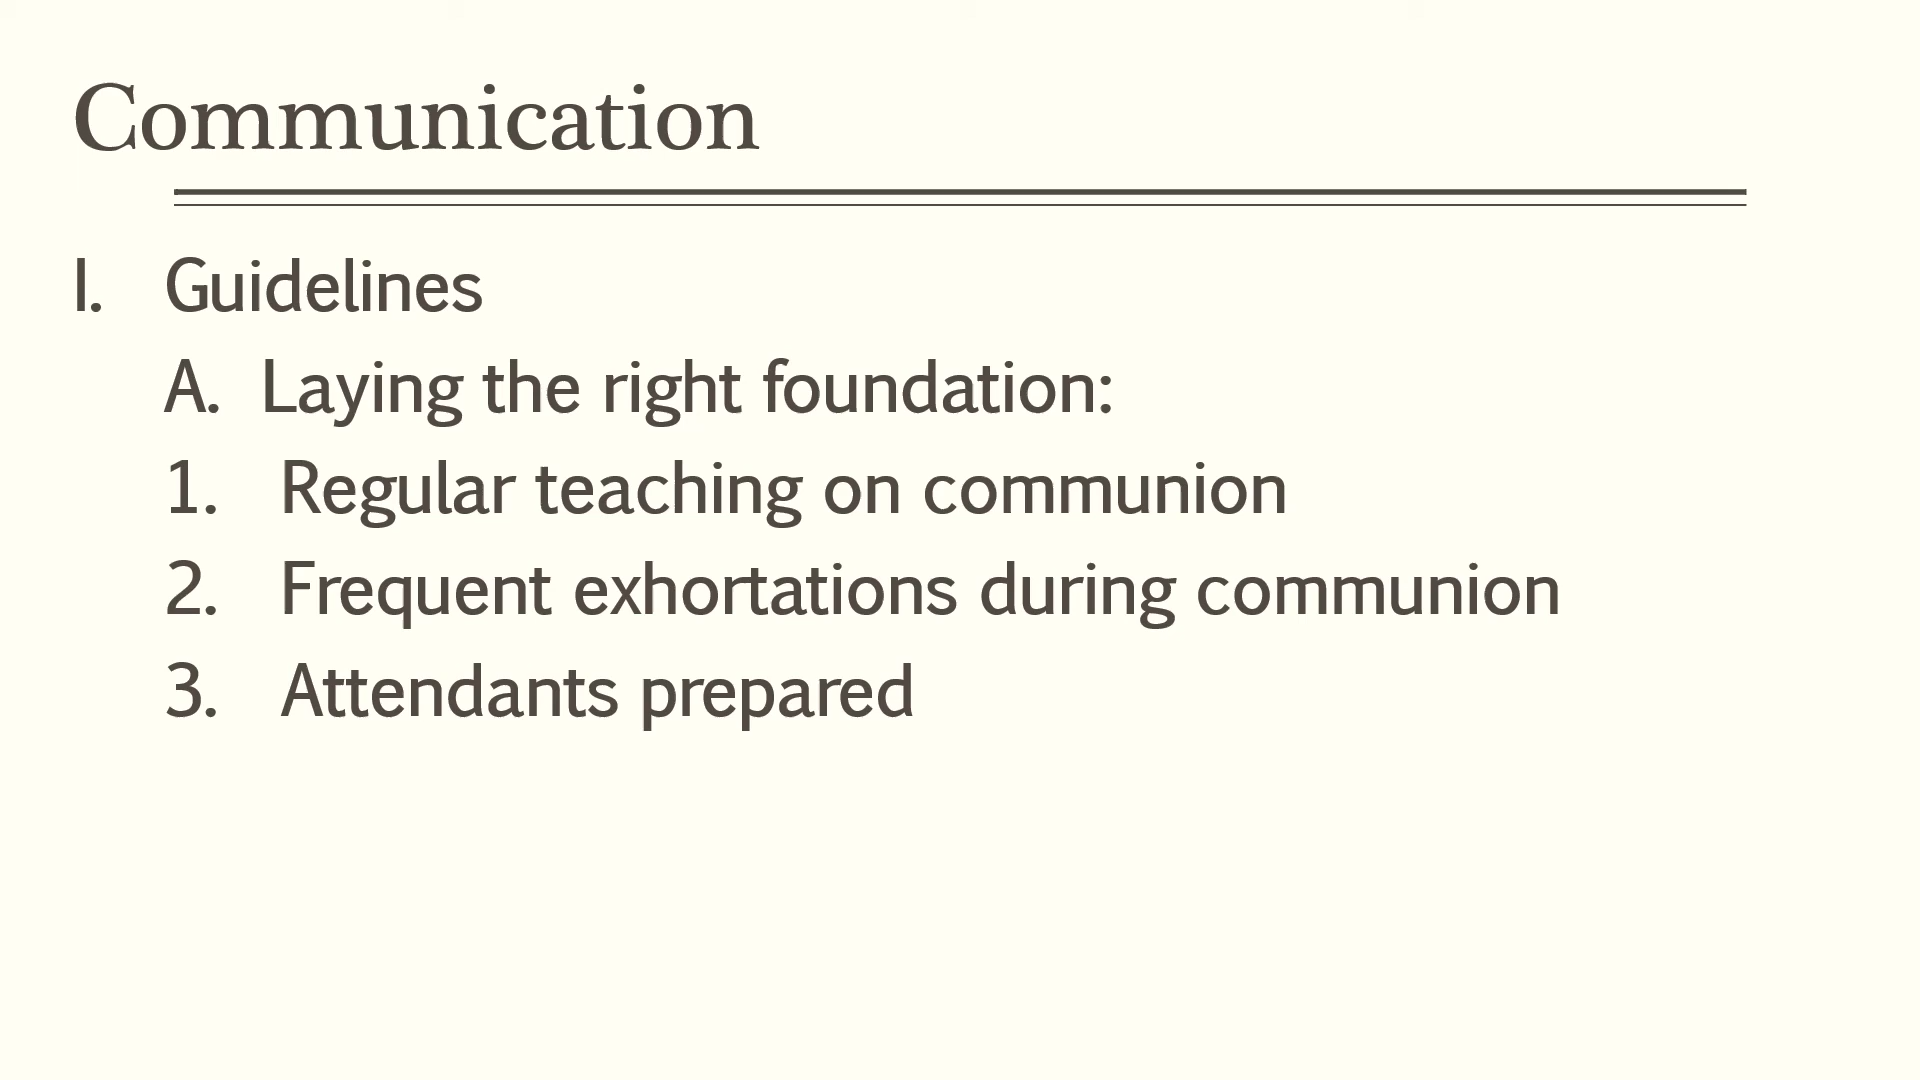 Communication
I. Guidelines
A. Laying the right foundation:
1. Regular teaching on communion
2. Frequent exhortations during communion
3. Attendants prepared